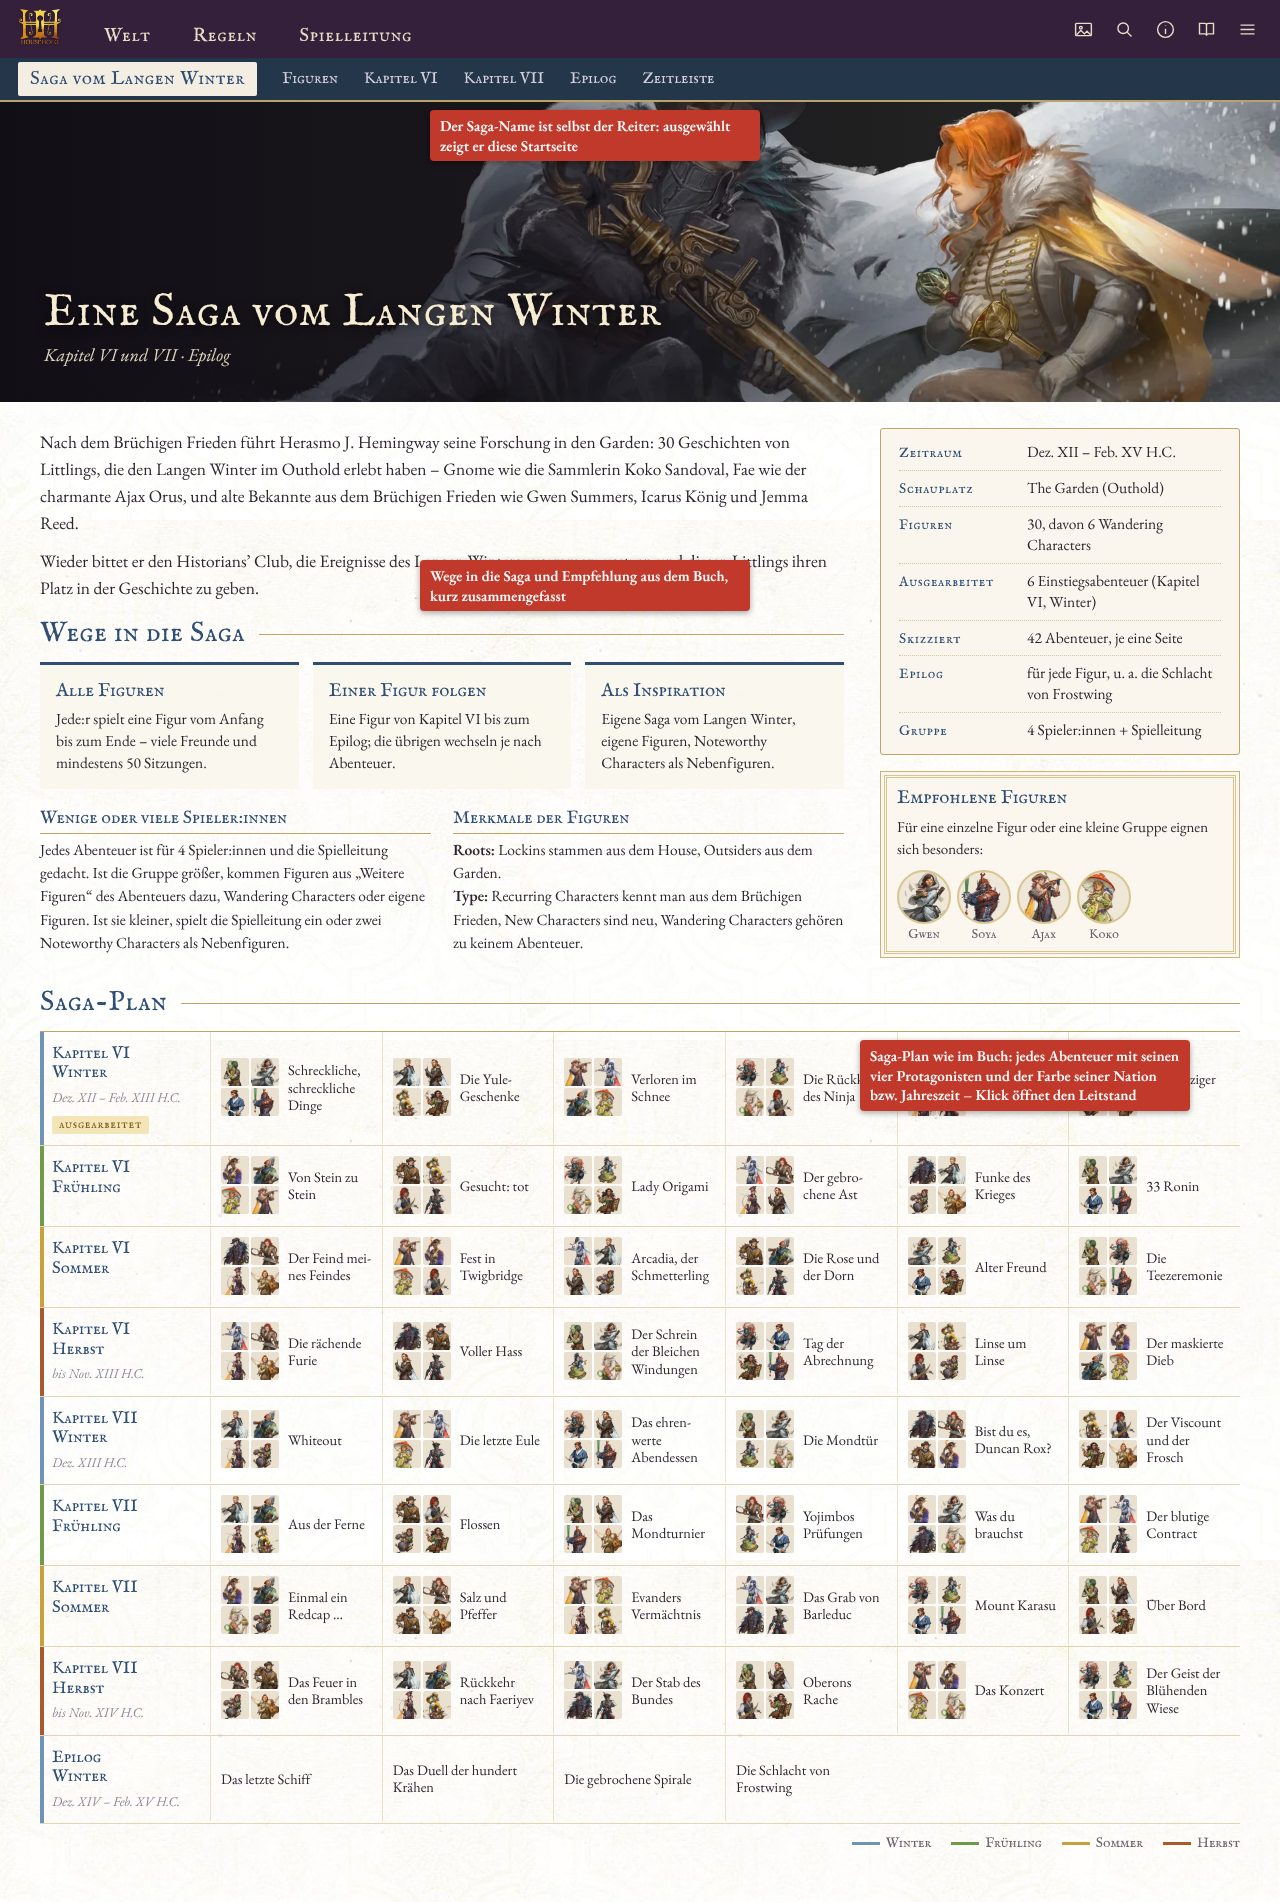 HOUSEHOLD
Welt
Regeln
Spielleitung
Saga vom Langen Winter
Figuren
Kapitel VI
Kapitel VII
Epilog
Zeitleiste
Der Saga-Name ist selbst der Reiter: ausgewählt
zeigt er diese Startseite
Eine Saga vom Langen Winter
Kapitel VI und VII · Epilog
Nach dem Brüchigen Frieden führt Herasmo J. Hemingway seine Forschung in den Garden: 30 Geschichten von
Littlings, die den Langen Winter im Outhold erlebt haben – Gnome wie die Sammlerin Koko Sandoval, Fae wie der
charmante Ajax Orus, und alte Bekannte aus dem Brüchigen Frieden wie Gwen Summers, Icarus König und Jemma
Reed.
Wieder bittet er den Historians’ Club, die Ereignisse des Littlings ihren
Platz in der Geschichte zu geben.
Wege in die Saga und Empfehlung aus dem Buch,
kurz zusammengefasst
Wege in die Saga
Alle Figuren
Jede:r spielt eine Figur vom Anfang
bis zum Ende – viele Freunde und
mindestens 50 Sitzungen.
Einer Figur folgen
Eine Figur von Kapitel VI bis zum
Epilog; die übrigen wechseln je nach
Abenteuer.
Als Inspiration
Eigene Saga vom Langen Winter,
eigene Figuren, Noteworthy
Characters als Nebenfiguren.
Wenige oder viele Spieler:innen
Jedes Abenteuer ist für 4 Spieler:innen und die Spielleitung
gedacht. Ist die Gruppe größer, kommen Figuren aus „Weitere
Figuren“ des Abenteuers dazu, Wandering Characters oder eigene
Figuren. Ist sie kleiner, spielt die Spielleitung ein oder zwei
Noteworthy Characters als Nebenfiguren.
Merkmale der Figuren
Roots: Lockins stammen aus dem House, Outsiders aus dem
Garden.
Type: Recurring Characters kennt man aus dem Brüchigen
Frieden, New Characters sind neu, Wandering Characters gehören
zu keinem Abenteuer.
Zeitraum Dez. XII – Feb. XV H.C.
Schauplatz The Garden (Outhold)
Figuren 30, davon 6 Wandering
Characters
Ausgearbeitet 6 Einstiegsabenteuer (Kapitel
VI, Winter)
Skizziert 42 Abenteuer, je eine Seite
Epilog für jede Figur, u. a. die Schlacht
von Frostwing
Gruppe 4 Spieler:innen + Spielleitung
Empfohlene Figuren
Für eine einzelne Figur oder eine kleine Gruppe eignen
sich besonders:
Gwen
Soya
Ajax
Koko
Saga-Plan
Saga-Plan wie im Buch: jedes Abenteuer mit seinen
vier Protagonisten und der Farbe seiner Nation
bzw. Jahreszeit – Klick öffnet den Leitstand
Kapitel VI
Winter
Dez. XII – Feb. XIII H.C.
ausgearbeitet
Schreckliche,
schreckliche
Dinge
Die Yule-
Geschenke
Verloren im
Schnee
Die
des Ninja
Kapitel VI
Frühling
Von Stein zu
Stein
Gesucht: tot
Lady Origami
Der gebro-
chene Ast
Funke des
Krieges
33 Ronin
Kapitel VI
Sommer
Der Feind mei-
nes Feindes
Fest in
Twigbridge
Arcadia, der
Schmetterling
Die Rose und
der Dorn
Alter Freund
Die
Teezeremonie
Kapitel VI
Herbst
bis Nov. XIII H.C.
Die rächende
Furie
Voller Hass
Der Schrein
der Bleichen
Windungen
Tag der
Abrechnung
Linse um
Linse
Der maskierte
Dieb
Kapitel VII
Winter
Dez. XIII H.C.
Whiteout
Die letzte Eule
Das ehren-
werte
Abendessen
Die Mondtür
Bist du es,
Duncan Rox?
Der Viscount
und der
Frosch
Kapitel VII
Frühling
Aus der Ferne
Flossen
Das
Mondturnier
Yojimbos
Prüfungen
Was du
brauchst
Der blutige
Contract
Kapitel VII
Sommer
Einmal ein
Redcap ...
Salz und
Pfeffer
Evanders
Vermächtnis
Das Grab von
Barleduc
Mount Karasu
Über Bord
Kapitel VII
Herbst
bis Nov. XIV H.C.
Das Feuer in
den Brambles
Rückkehr
nach Faeriyev
Der Stab des
Bundes
Oberons
Rache
Das Konzert
Der Geist der
Blühenden
Wiese
Epilog
Winter
Dez. XIV – Feb. XV H.C.
Das letzte Schiff
Das Duell der hundert
Krähen
Die gebrochene Spirale
Die Schlacht von
Frostwing
Winter
Frühling
Sommer
Herbst